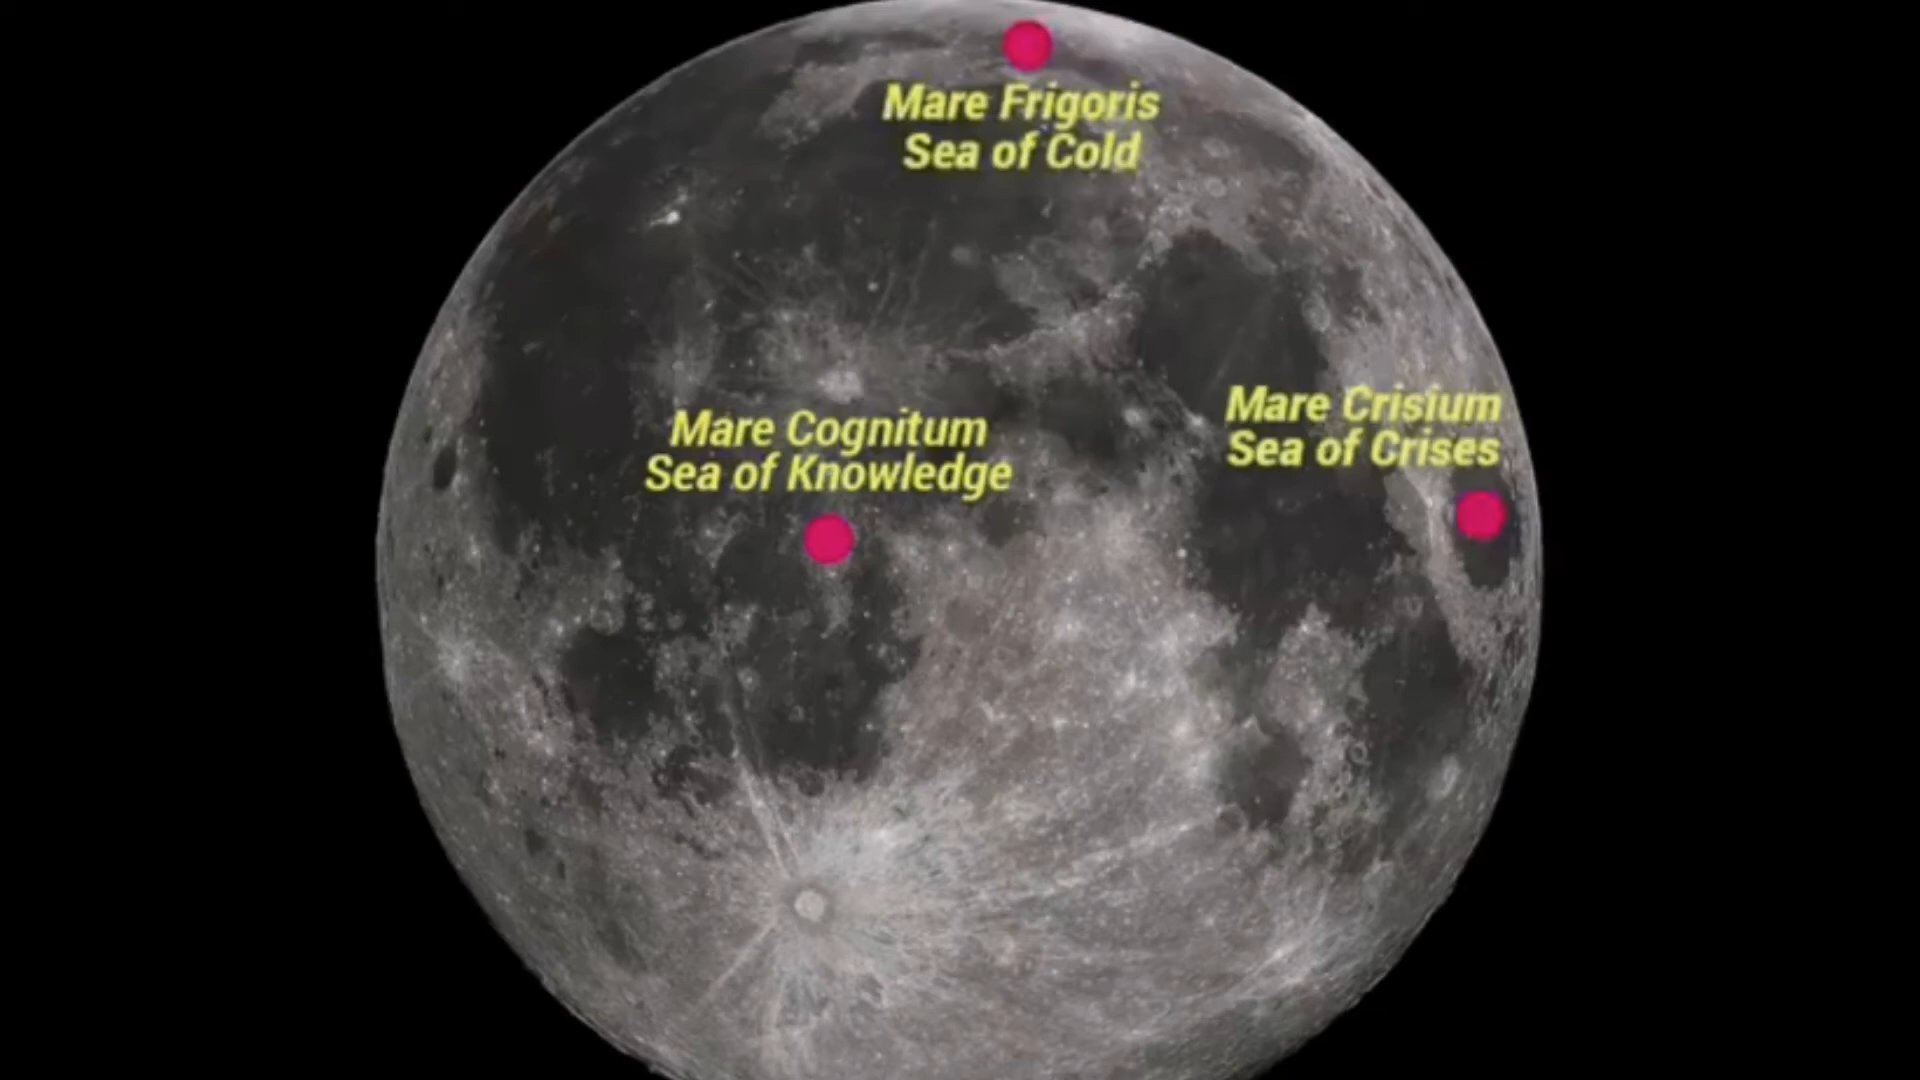 Mare Frigoris
Sea of Cold
Mare Crisium
Sea of Crises
Mare Cognitum
Sea of Knowledge